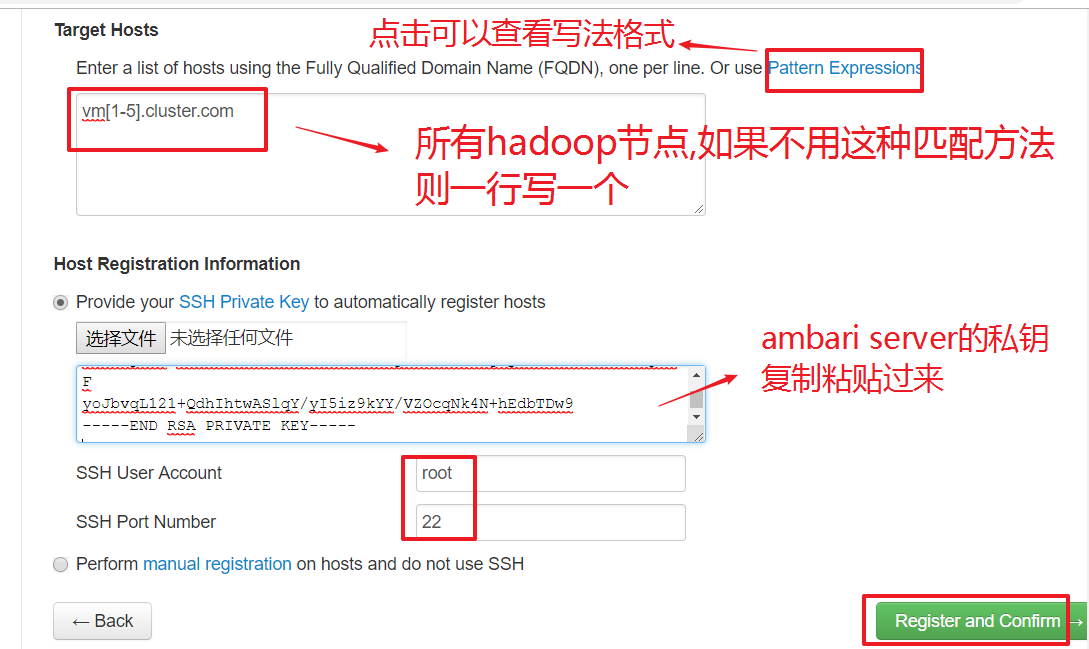 Target Hosts
点击可以查看写法格式
Enter a list of hosts using the Fully Qualified Domain Name (FQDN), one per line. Or use Pattern Expressions
vm[1-5].cluster.com
所有hadoop节点,如果不用这种匹配方法
则一行写一个
Host Registration Information
Provide your SSH Private Key to automatically register hosts
选择文件 未选择任何文件
ambari server的私钥
复制粘贴过来
F
yoJbvqL121+QdhIhtwASlqY/yI5iz9kYY/VZOcqNk4N+hEdbTDw9
-----END RSA PRIVATE KEY-----
SSH User Account
root
SSH Port Number
22
Perform manual registration on hosts and do not use SSH
← Back
Register and Confirm →